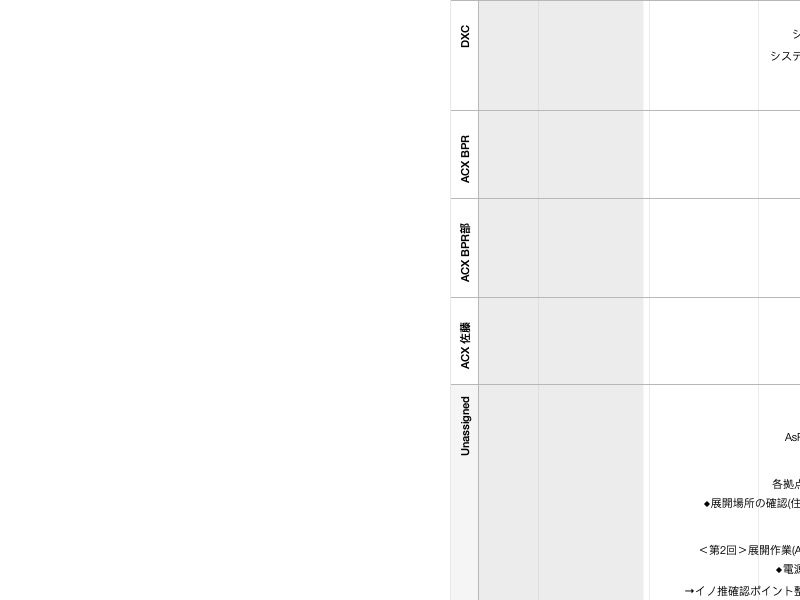 DXC
シ
システ
ACX BPR
ACX BPR部
ACX 佐藤
Unassigned
As
各拠点
◆展開場所の確認(住
＜第2回＞展開作業(A
◆電源
→イノ推確認ポイント整